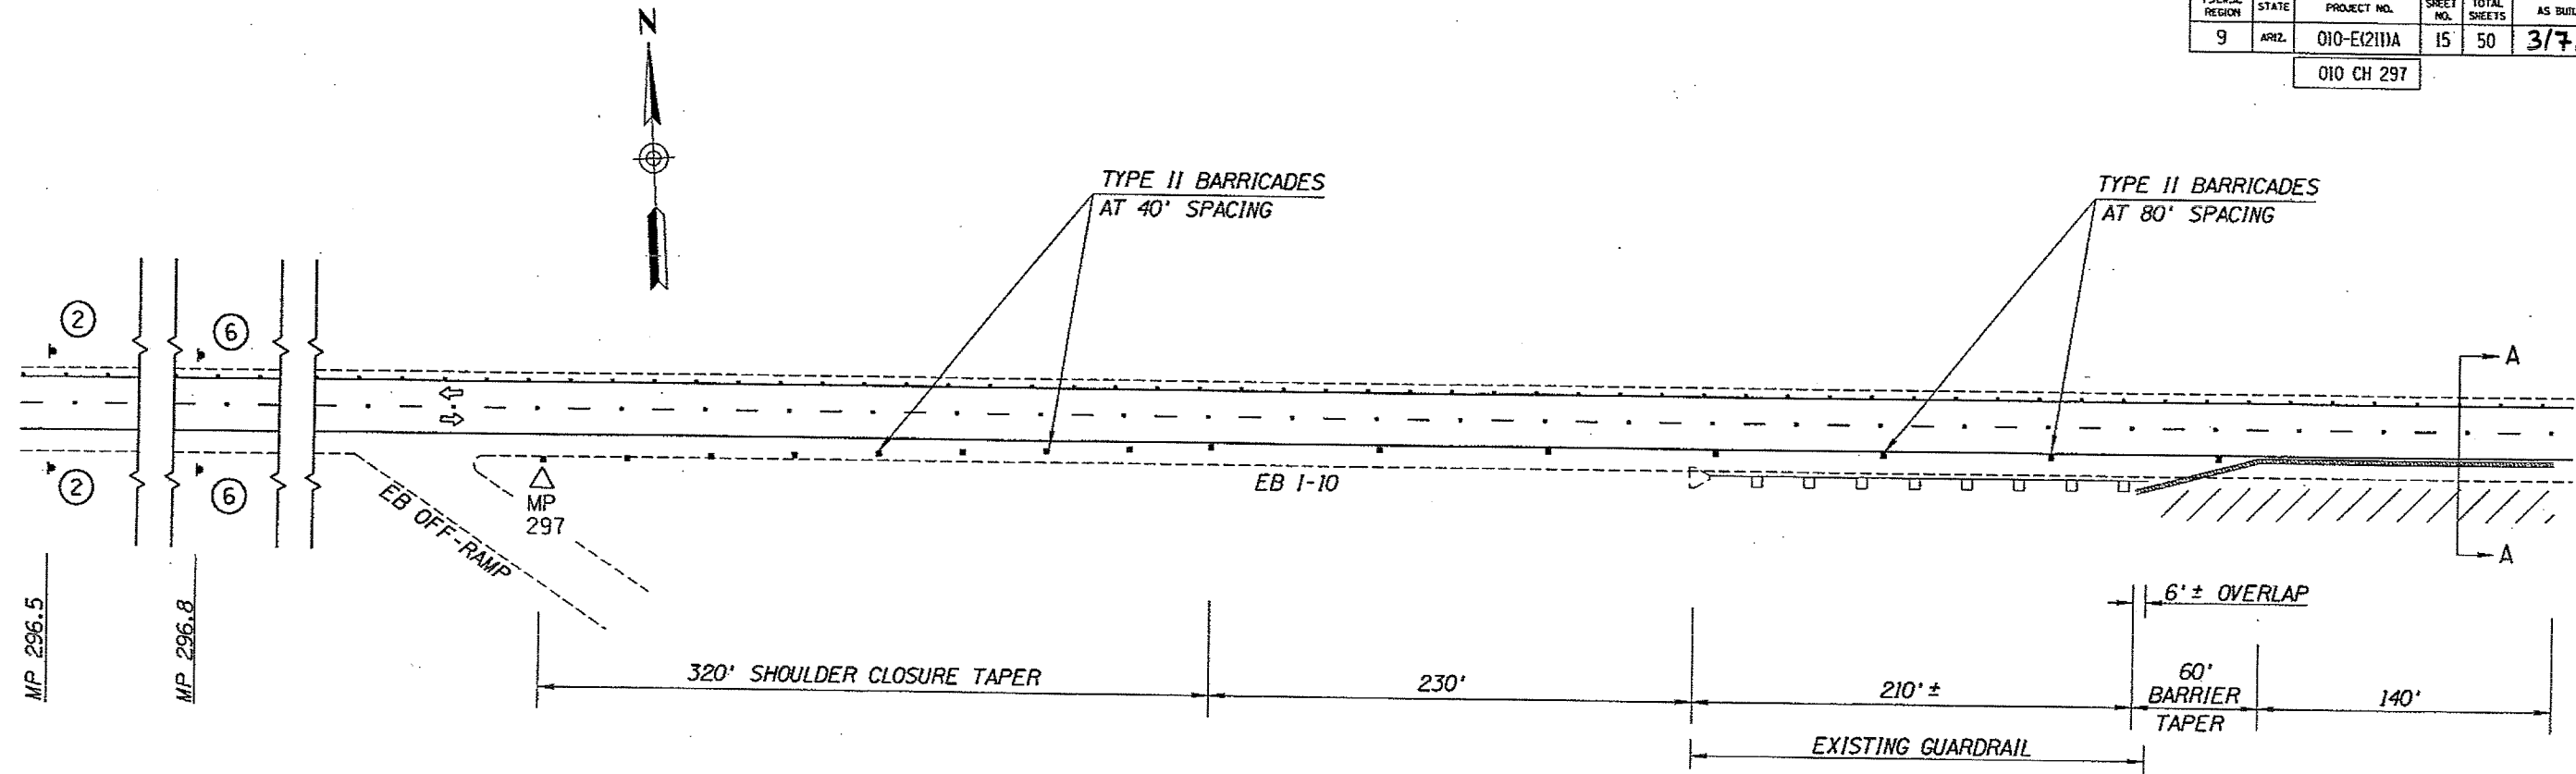 REGION STATE PROJECT NO. SHEET NO. TOTAL SHEETS AS BUIL
9 ARIZ. 010-E(211)A 15 50 3/7
010 CH 297
N
TYPE II BARRICADES
AT 40' SPACING
TYPE II BARRICADES
AT 80' SPACING
2
6
A
2
6
EB OFF-RAMP
MP
297
EB I-10
A
MP 296.5
MP 296.8
6' ± OVERLAP
320' SHOULDER CLOSURE TAPER
230'
210' ±
60'
BARRIER
TAPER
140'
EXISTING GUARDRAIL